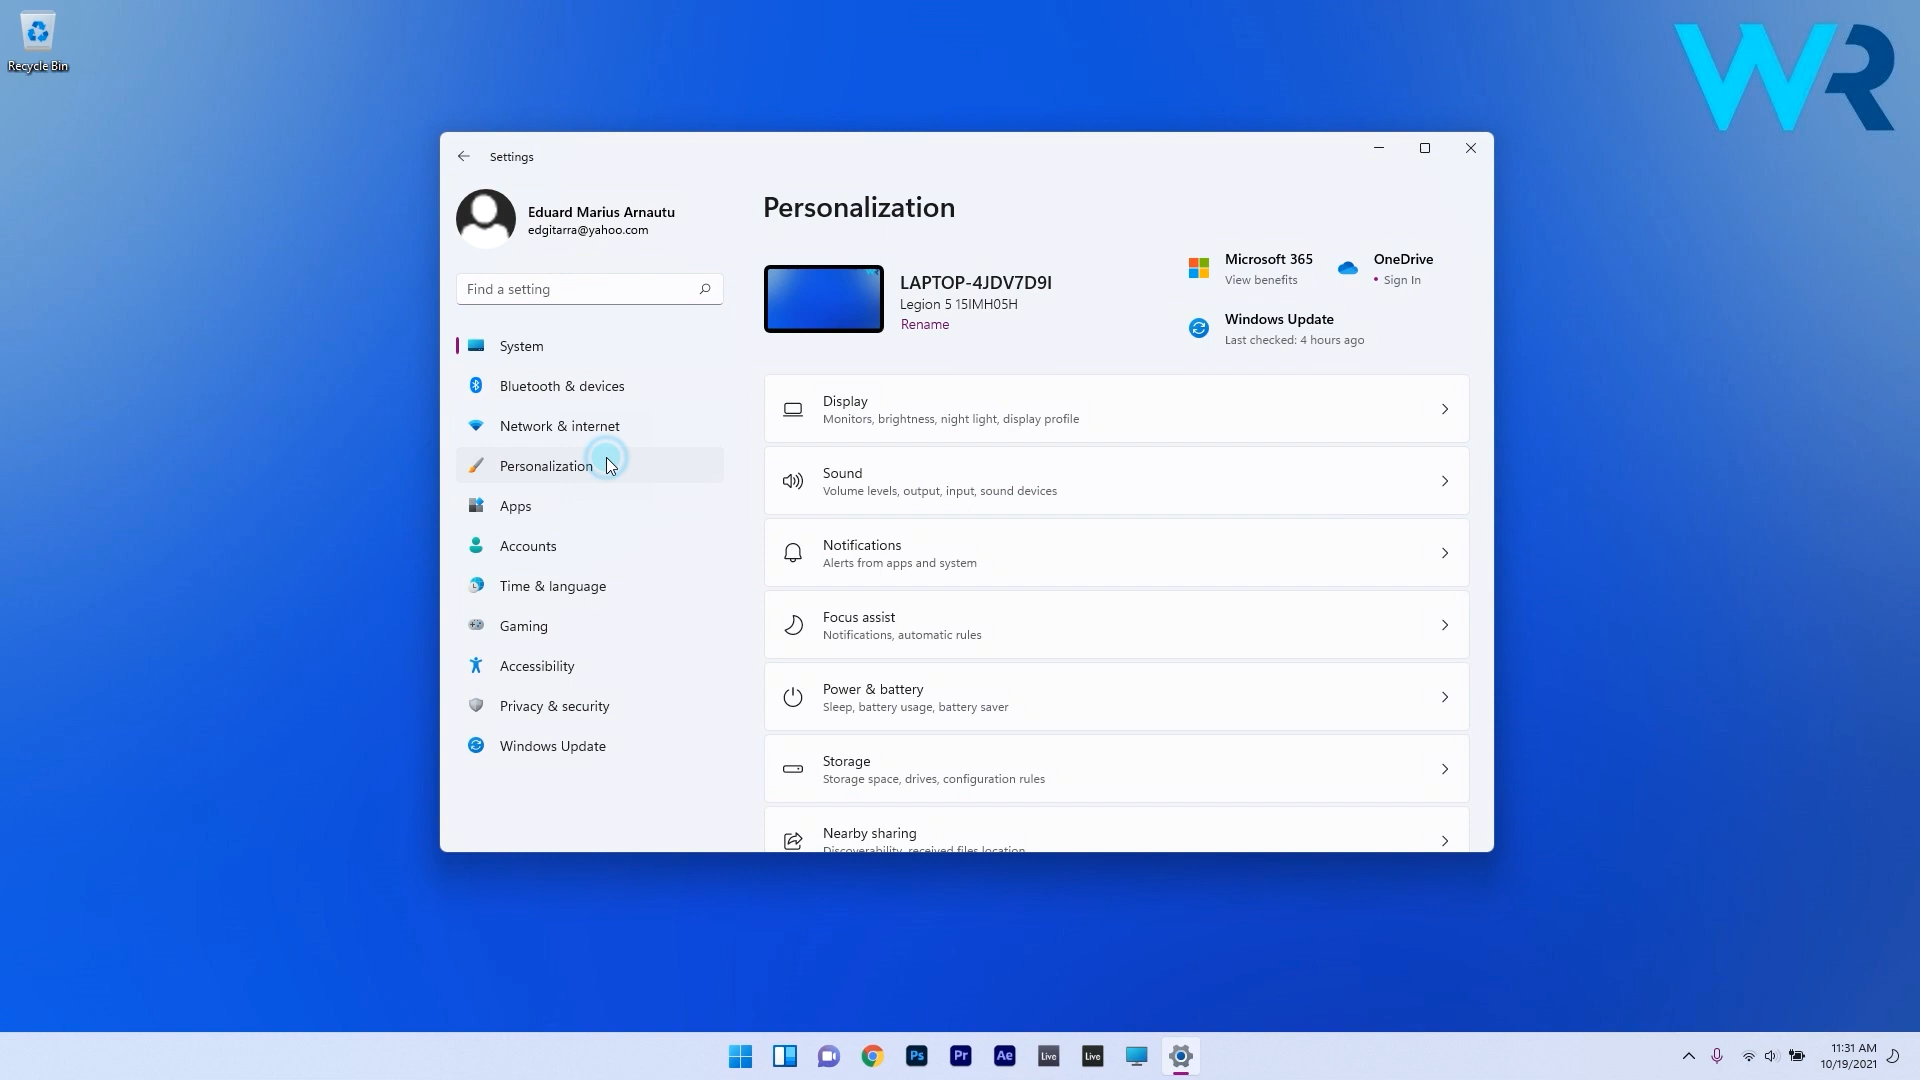 Recycle Bin
WR
Settings
Eduard Marius Arnautu
edgitarra@yahoo.com
Find a setting
System
Bluetooth & devices
Network & internet
Personalization
Apps
Accounts
Time & language
Gaming
Accessibility
Privacy & security
Windows Update
Personalization
LAPTOP-4JDV7D9I
Legion 5 15IMH05H
Rename
Microsoft 365
View benefits
OneDrive
• Sign In
Windows Update
Last checked: 4 hours ago
Display
Monitors, brightness, night light, display profile
Sound
Volume levels, output, input, sound devices
Notifications
Alerts from apps and system
Focus assist
Notifications, automatic rules
Power & battery
Sleep, battery usage, battery saver
Storage
Storage space, drives, configuration rules
Nearby sharing
Discoverability, received files location
Ps
Pr
Ae
Live
Live
11:31 AM
10/19/2021